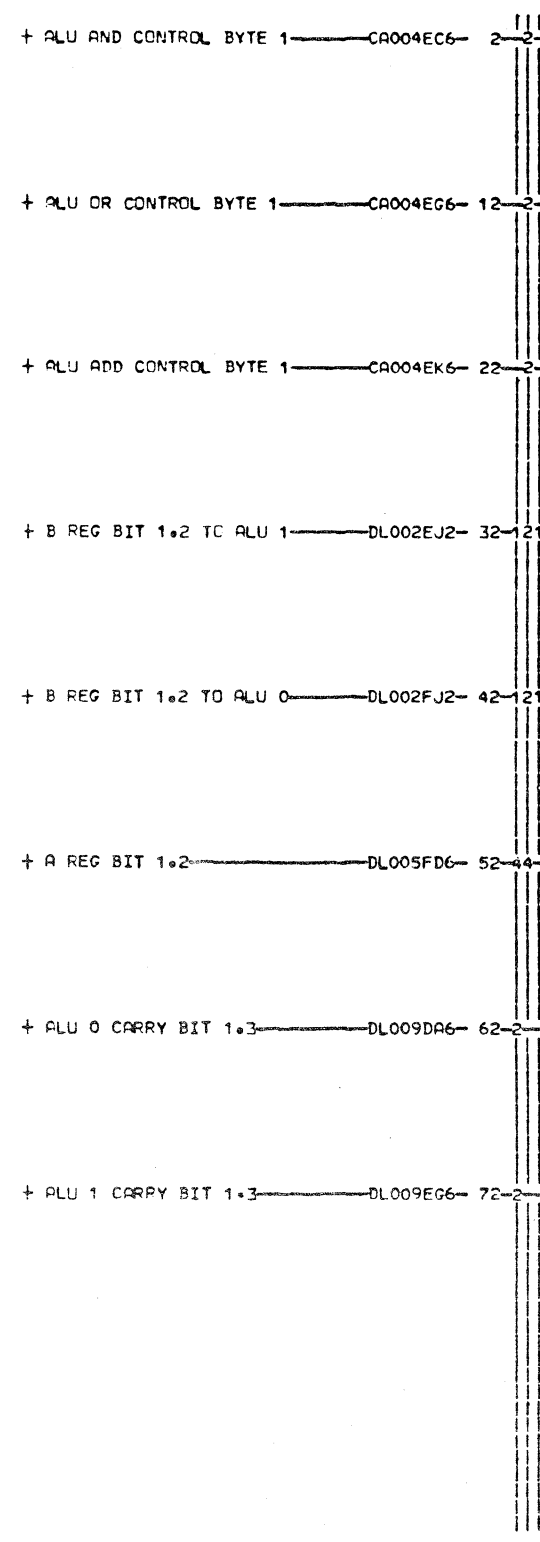 + ALU AND CONTROL BYTE 1 CA004EC6- 2 2
+ ALU OR CONTROL BYTE 1 CA004EG6- 12 2
+ ALU ADD CONTROL BYTE 1 CA004EK6- 22 2
+ B REG BIT 1.2 TC ALU 1 DL002EJ2- 32 121
+ B REG BIT 1.2 TO ALU 0 DL002FJ2- 42 121
+ A REG BIT 1.2 DL005FD6- 52 44
+ ALU 0 CARRY BIT 1.3 DL009DA6- 62 2
+ ALU 1 CARRY BIT 1.3 DL009EG6- 72 2